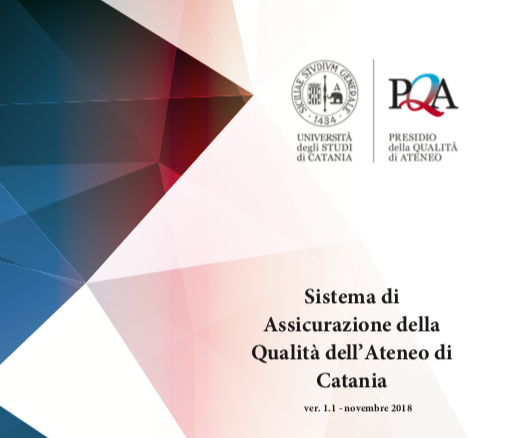 SICILIAE STVDIVM GENERALE
1434
UNIVERSITÀ
degli STUDI
di CATANIA
PQA
PRESIDIO
della QUALITÀ
di ATENEO
Sistema di
Assicurazione della
Qualità dell’Ateneo di
Catania
ver. 1.1 - novembre 2018